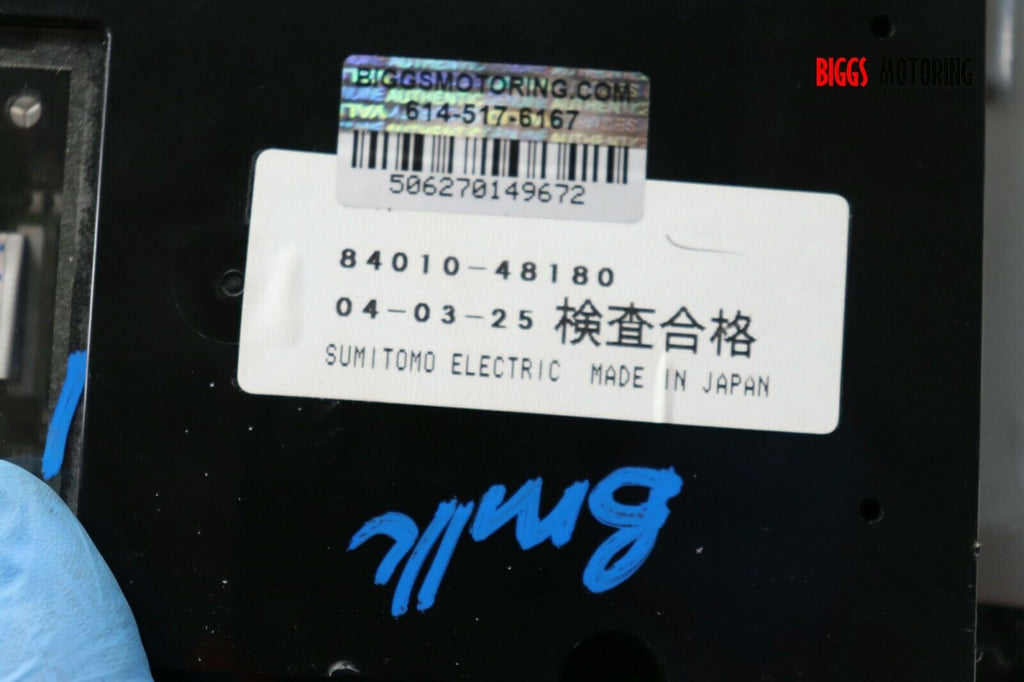 BIGGS MOTORING
BIGGSMOTORING.COM
614-517-6167
506270149672
84010-48180
04-03-25 検査合格
SUMITOMO ELECTRIC MADE IN JAPAN